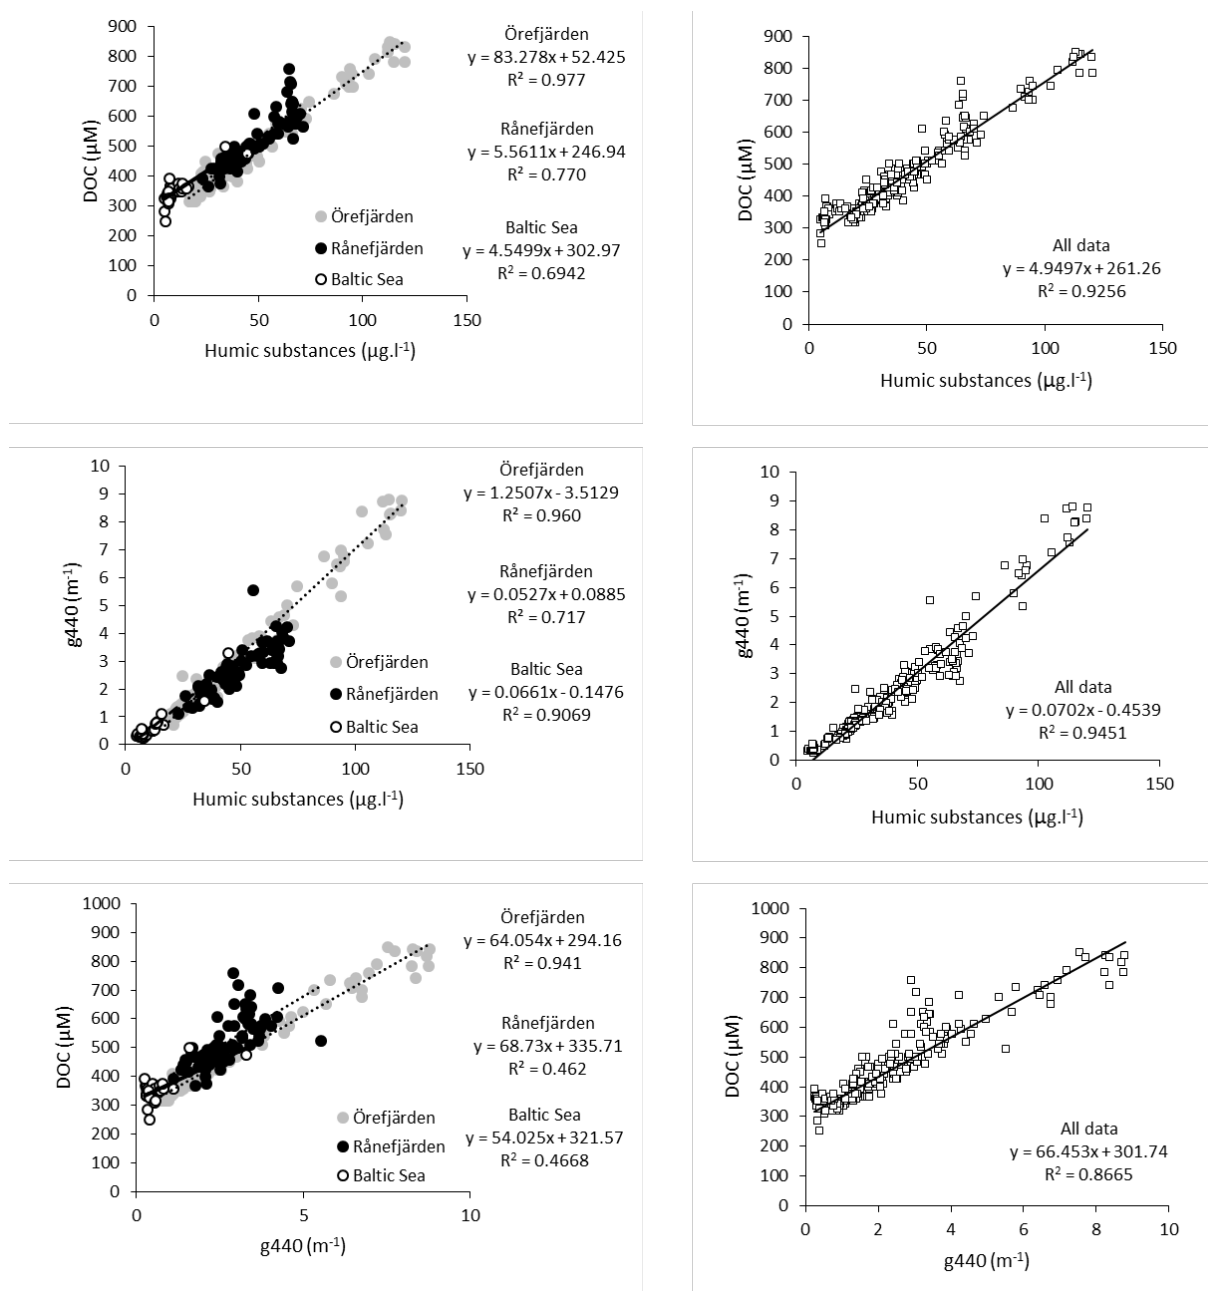 900
800
700
600
500
400
300
200
100
0
DOC (µM)
0 50 100 150
Humic substances (µg.l⁻¹)
Örefjärden
y = 83.278x + 52.425
R² = 0.977
Rånefjärden
y = 5.5611x + 246.94
R² = 0.770
Baltic Sea
y = 4.5499x + 302.97
R² = 0.6942
Örefjärden
Rånefjärden
Baltic Sea
900
800
700
600
500
400
300
200
100
0
DOC (µM)
0 50 100 150
Humic substances (µg.l⁻¹)
All data
y = 4.9497x + 261.26
R² = 0.9256
10
9
8
7
6
5
4
3
2
1
0
g440 (m⁻¹)
0 50 100 150
Humic substances (µg.l⁻¹)
Örefjärden
y = 1.2507x - 3.5129
R² = 0.960
Rånefjärden
y = 0.0527x + 0.0885
R² = 0.717
Baltic Sea
y = 0.0661x - 0.1476
R² = 0.9069
Örefjärden
Rånefjärden
Baltic Sea
10
9
8
7
6
5
4
3
2
1
0
g440 (m⁻¹)
0 50 100 150
Humic substances (µg.l⁻¹)
All data
y = 0.0702x - 0.4539
R² = 0.9451
1000
900
800
700
600
500
400
300
200
100
0
DOC (µM)
0 5 10
g440 (m⁻¹)
Örefjärden
y = 64.054x + 294.16
R² = 0.941
Rånefjärden
y = 68.73x + 335.71
R² = 0.462
Baltic Sea
y = 54.025x + 321.57
R² = 0.4668
Örefjärden
Rånefjärden
Baltic Sea
1000
900
800
700
600
500
400
300
200
100
0
DOC (µM)
0 2 4 6 8 10
g440 (m⁻¹)
All data
y = 66.453x + 301.74
R² = 0.8665